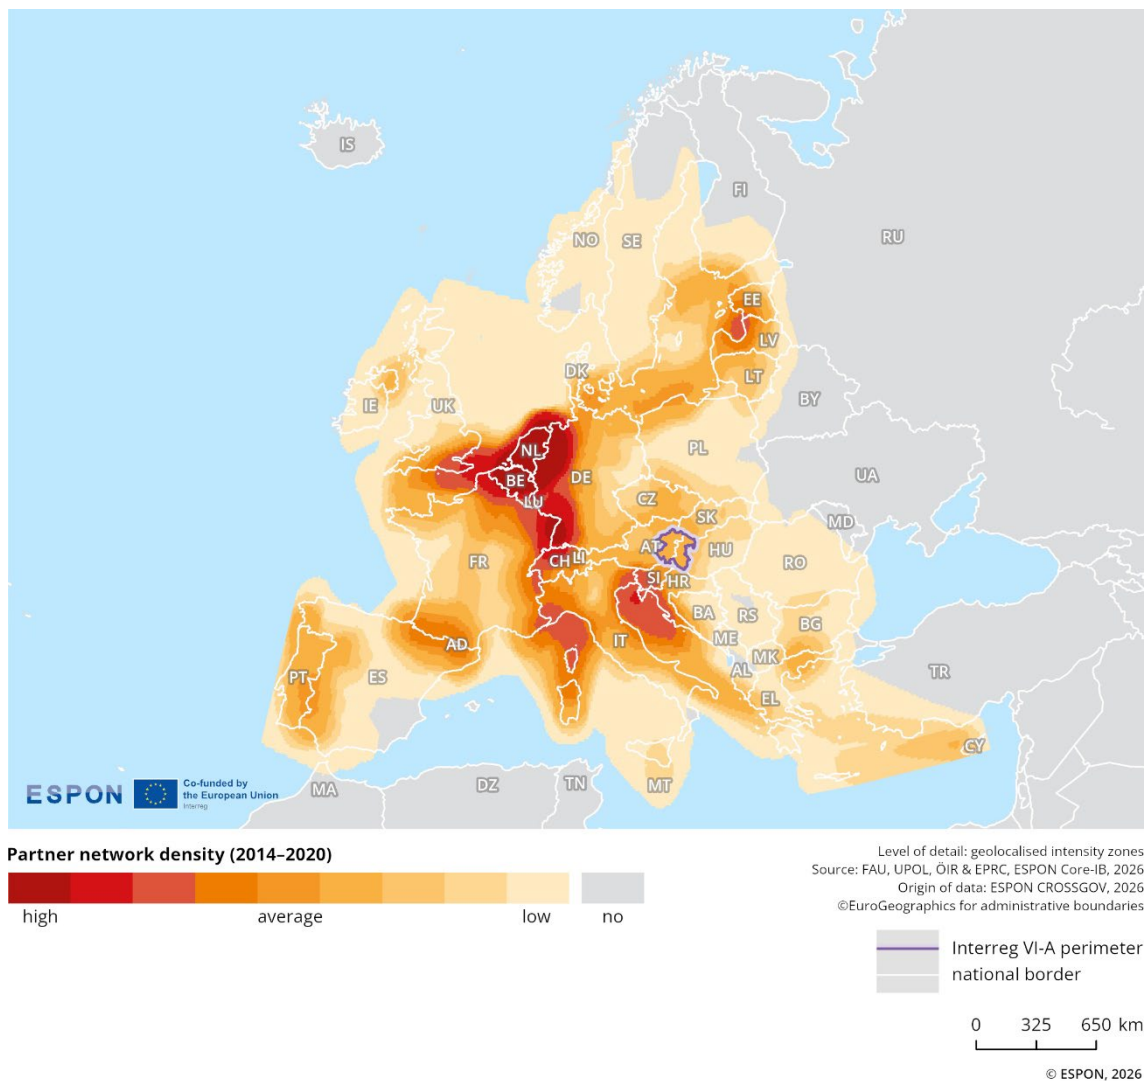 IS
FI
NO
SE
RU
EE
LV
DK
LT
IE
UK
BY
NL
PL
BE
DE
UA
LU
CZ
SK
MD
AT
HU
FR
CH
LI
RO
SI
HR
BA
RS
BG
IT
ME
AD
MK
AL
PT
ES
TR
EL
CY
MA
DZ
TN
MT
ESPON
Co-funded by
the European Union
Interreg
Partner network density (2014–2020)
high
average
low
no
Level of detail: geolocalised intensity zones
Source: FAU, UPOL, ÖIR & EPRC, ESPON Core-IB, 2026
Origin of data: ESPON CROSSGOV, 2026
©EuroGeographics for administrative boundaries
Interreg VI-A perimeter
national border
0 325 650 km
© ESPON, 2026